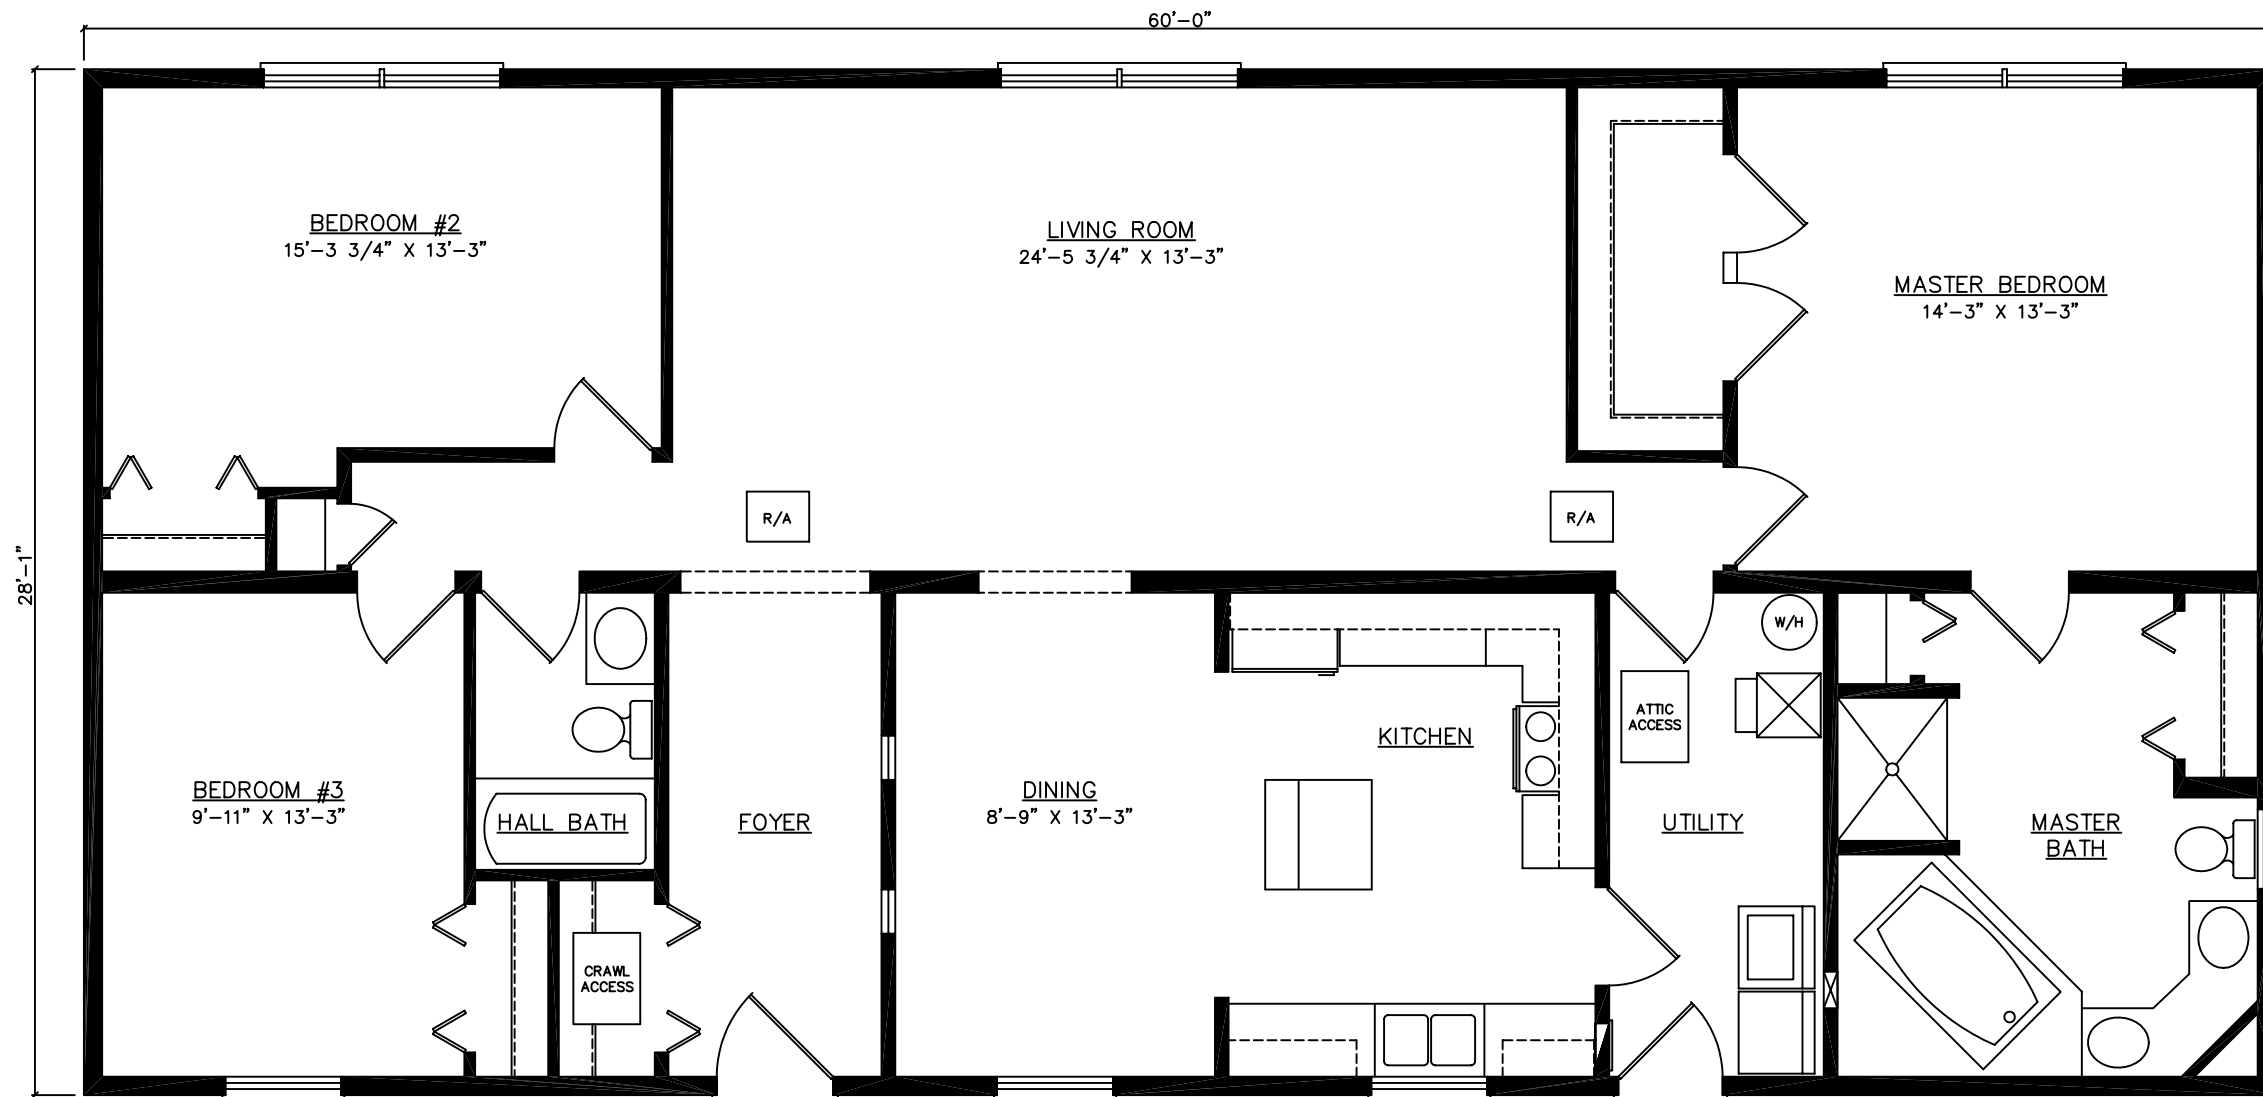 60'-0"
28'-1"
BEDROOM #2
15'-3 3/4" X 13'-3"
LIVING ROOM
24'-5 3/4" X 13'-3"
MASTER BEDROOM
14'-3" X 13'-3"
R/A
R/A
W/H
ATTIC
ACCESS
KITCHEN
BEDROOM #3
9'-11" X 13'-3"
HALL BATH
FOYER
DINING
8'-9" X 13'-3"
UTILITY
MASTER
BATH
CRAWL
ACCESS